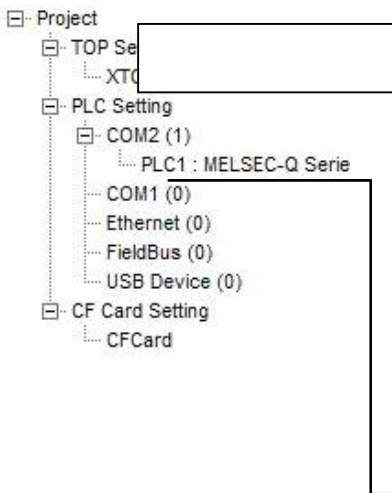 Project
TOP Se
XTO
PLC Setting
COM2 (1)
PLC1 : MELSEC-Q Serie
COM1 (0)
Ethernet (0)
FieldBus (0)
USB Device (0)
CF Card Setting
CFCard